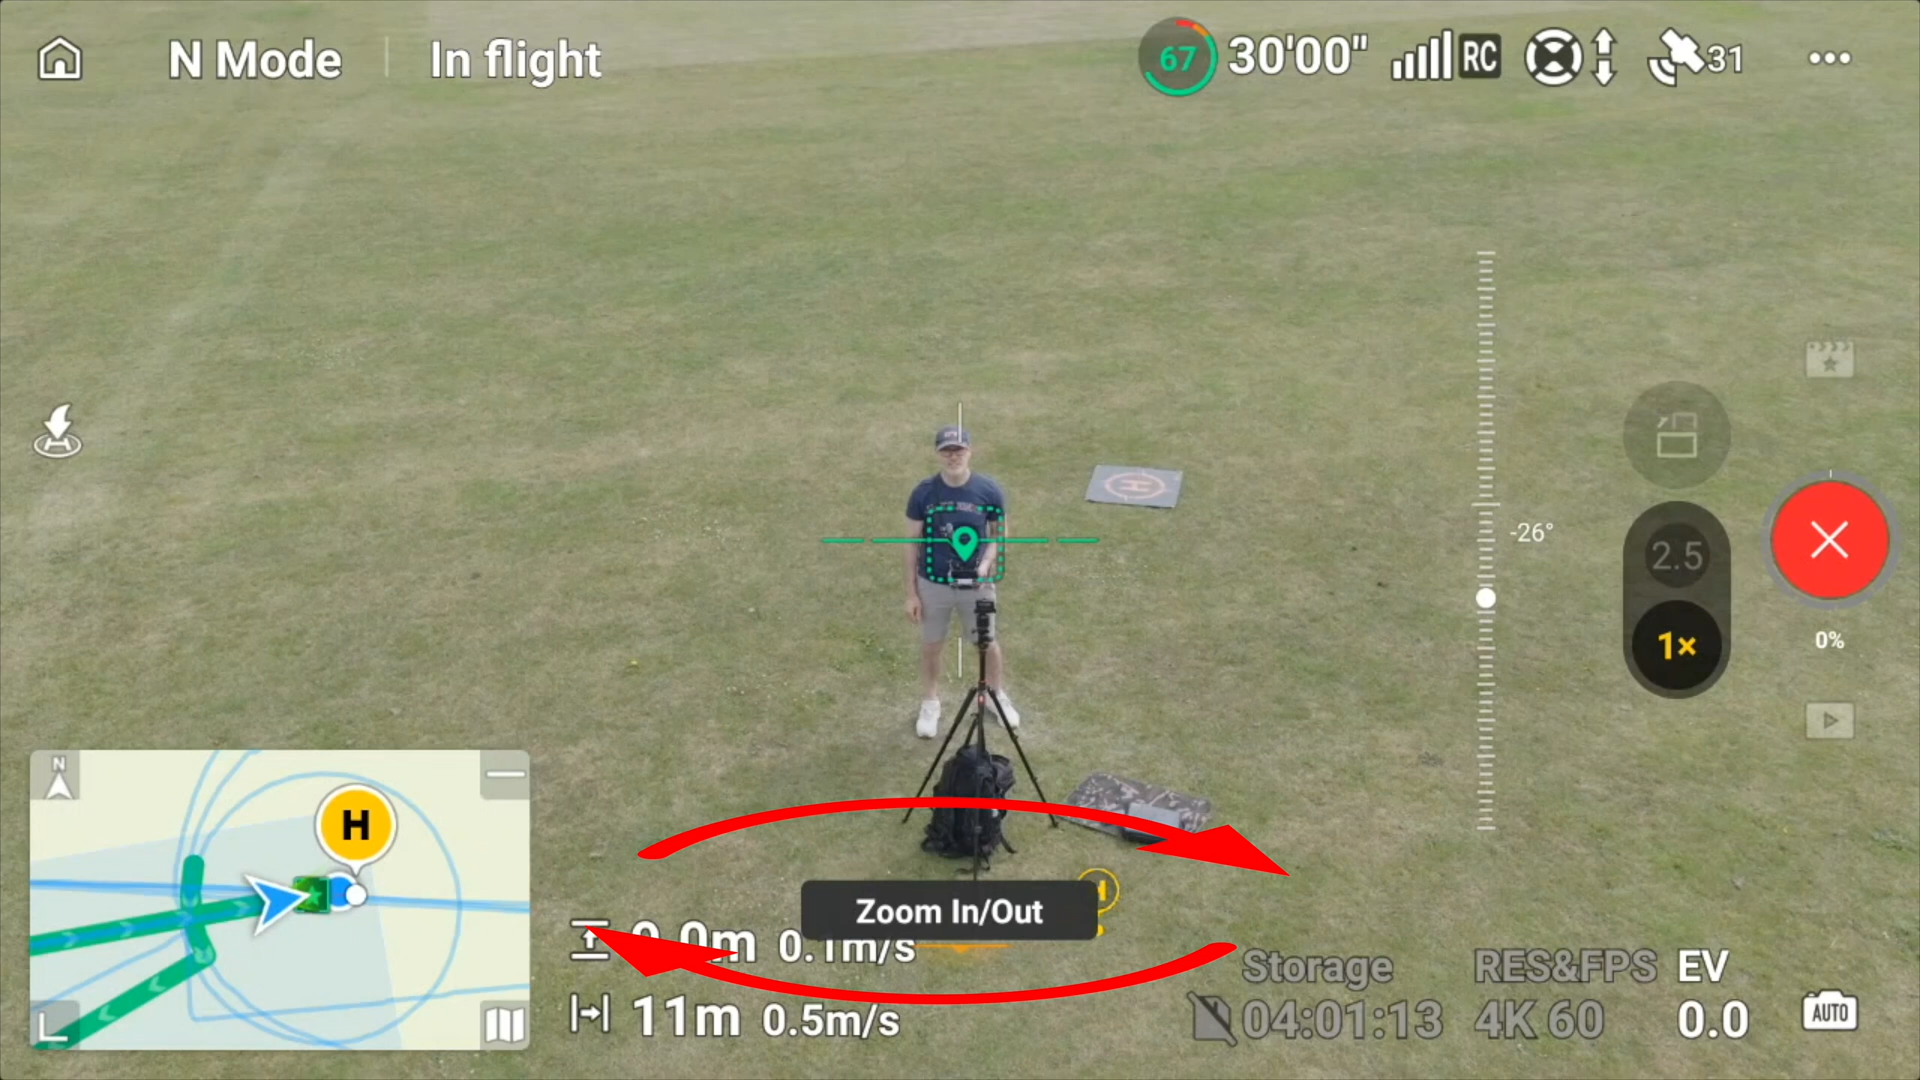 N Mode
In flight
67
30'00"
RC
31
-26°
2.5
1×
0%
N
H
H
Zoom In/Out
0.1m/s
11m 0.5m/s
Storage
04:01:13
RES&FPS
4K 60
EV
0.0
AUTO